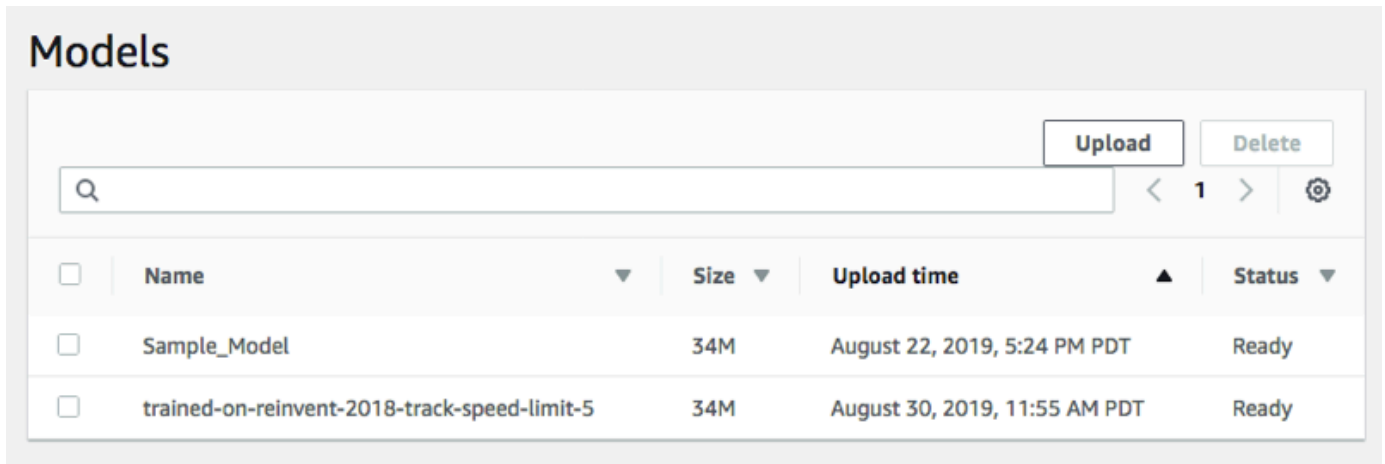 Models
Upload Delete
1
Name Size Upload time Status
Sample_Model 34M August 22, 2019, 5:24 PM PDT Ready
trained-on-reinvent-2018-track-speed-limit-5 34M August 30, 2019, 11:55 AM PDT Ready